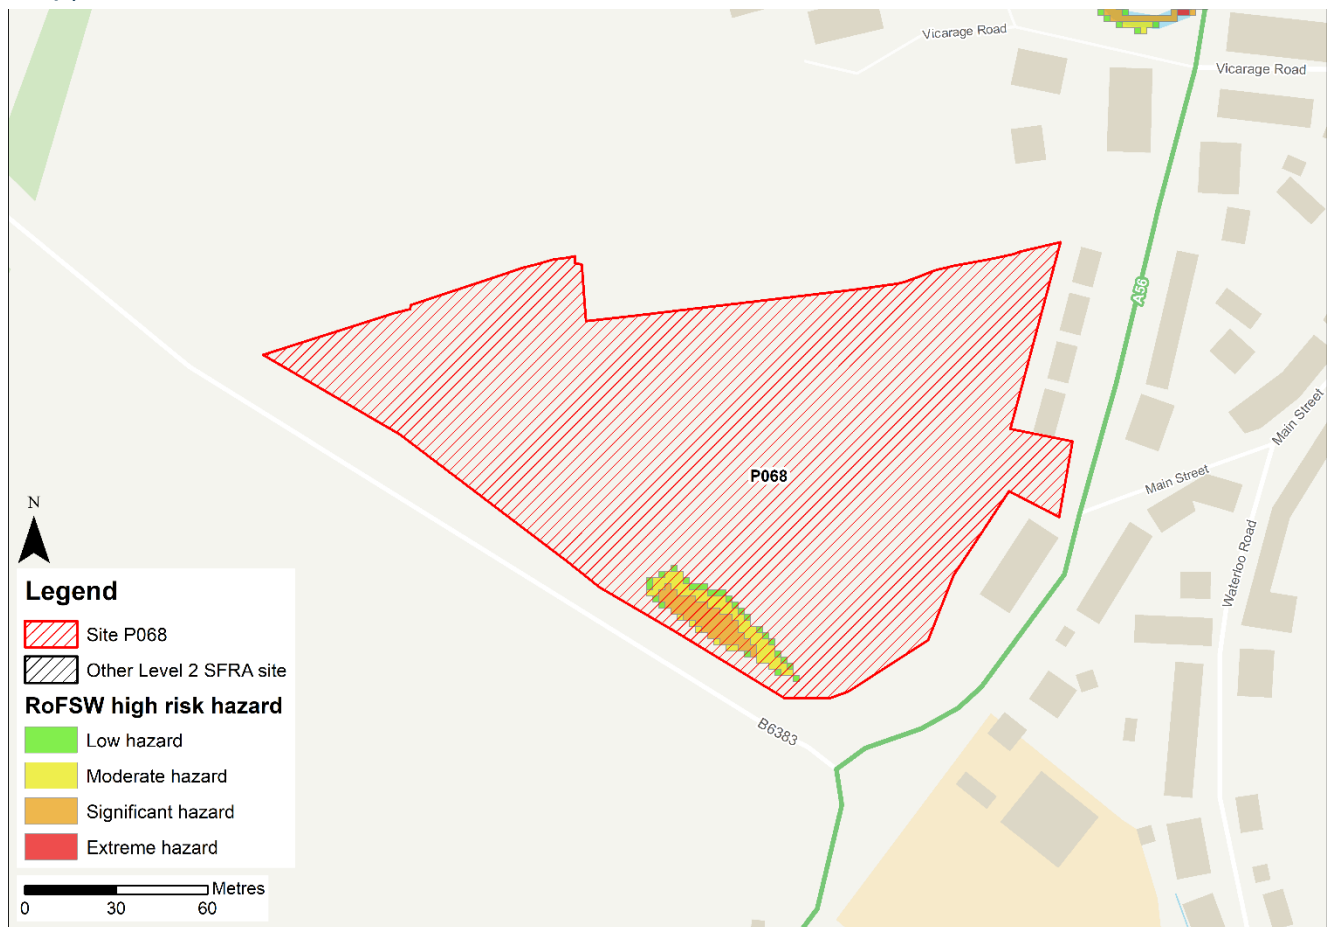 Vicarage Road
Vicarage Road
A56
Main Street
P068
Main Street
Waterloo Road
B6383
N
Legend
Site P068
Other Level 2 SFRA site
RoFSW high risk hazard
Low hazard
Moderate hazard
Significant hazard
Extreme hazard
Metres
0 30 60